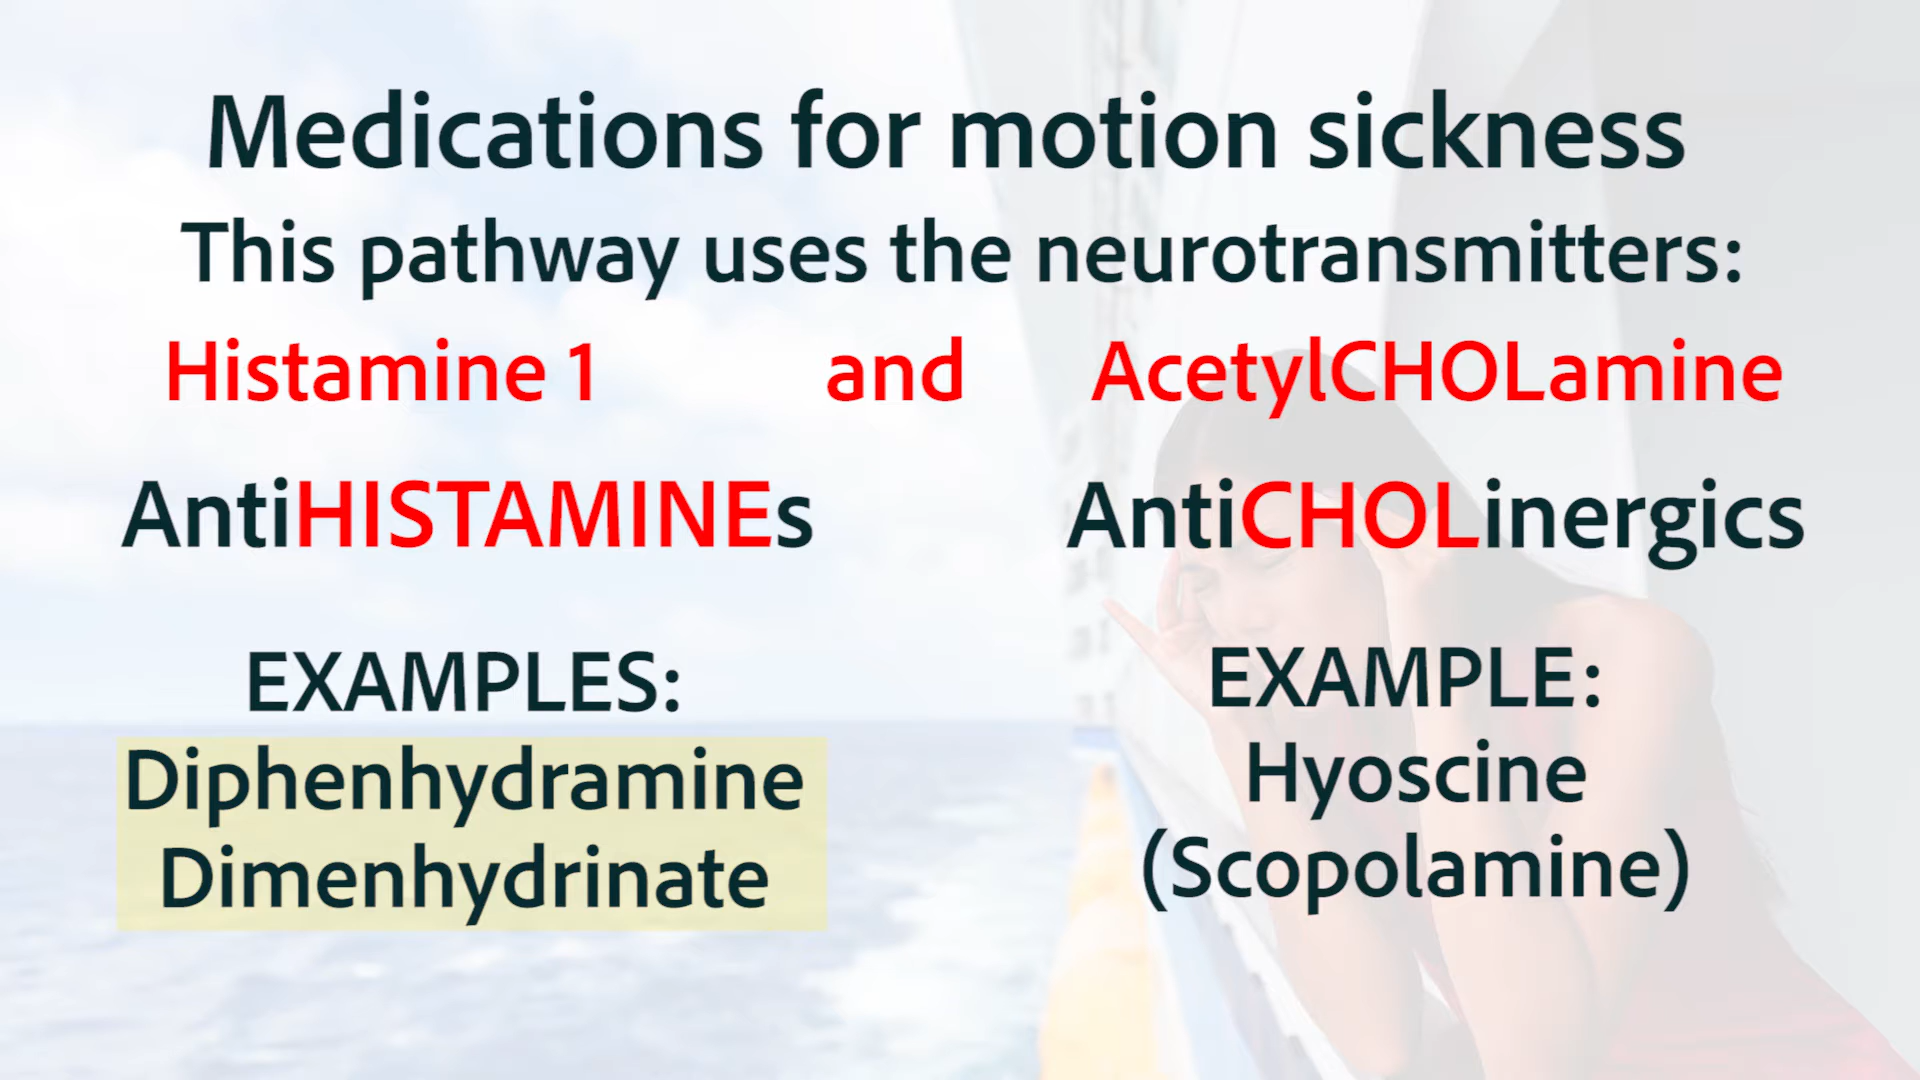 Medications for motion sickness
This pathway uses the neurotransmitters:
Histamine 1 and AcetylCHOLamine
AntiHISTAMINEs AntiCHOLinergics
EXAMPLES: EXAMPLE:
Diphenhydramine Hyoscine
Dimenhydrinate (Scopolamine)